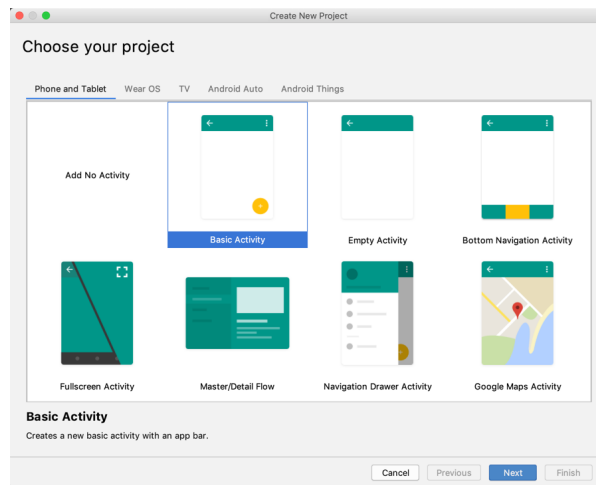 Create New Project
Choose your project
Phone and Tablet Wear OS TV Android Auto Android Things
Add No Activity
Basic Activity Empty Activity Bottom Navigation Activity
Fullscreen Activity Master/Detail Flow Navigation Drawer Activity Google Maps Activity
Basic Activity
Creates a new basic activity with an app bar.
Cancel Previous Next Finish